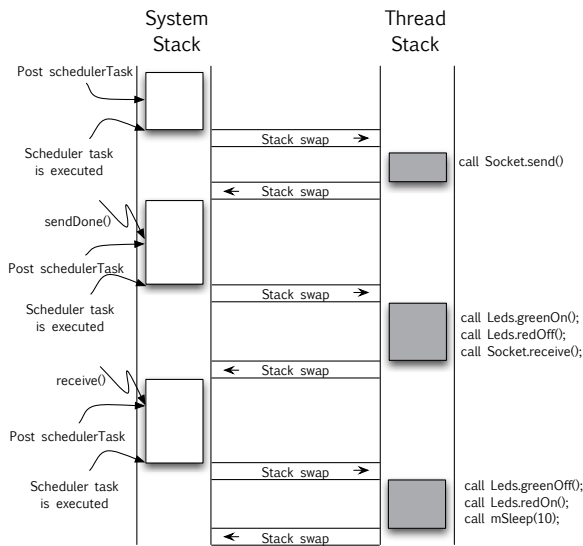 System
Stack
Thread
Stack
Post schedulerTask
Scheduler task
is executed
Stack swap
call Socket.send()
Stack swap
sendDone()
Post schedulerTask
Scheduler task
is executed
Stack swap
call Leds.greenOn();
call Leds.redOff();
call Socket.receive();
Stack swap
receive()
Post schedulerTask
Scheduler task
is executed
Stack swap
call Leds.greenOff();
call Leds.redOn();
call mSleep(10);
Stack swap